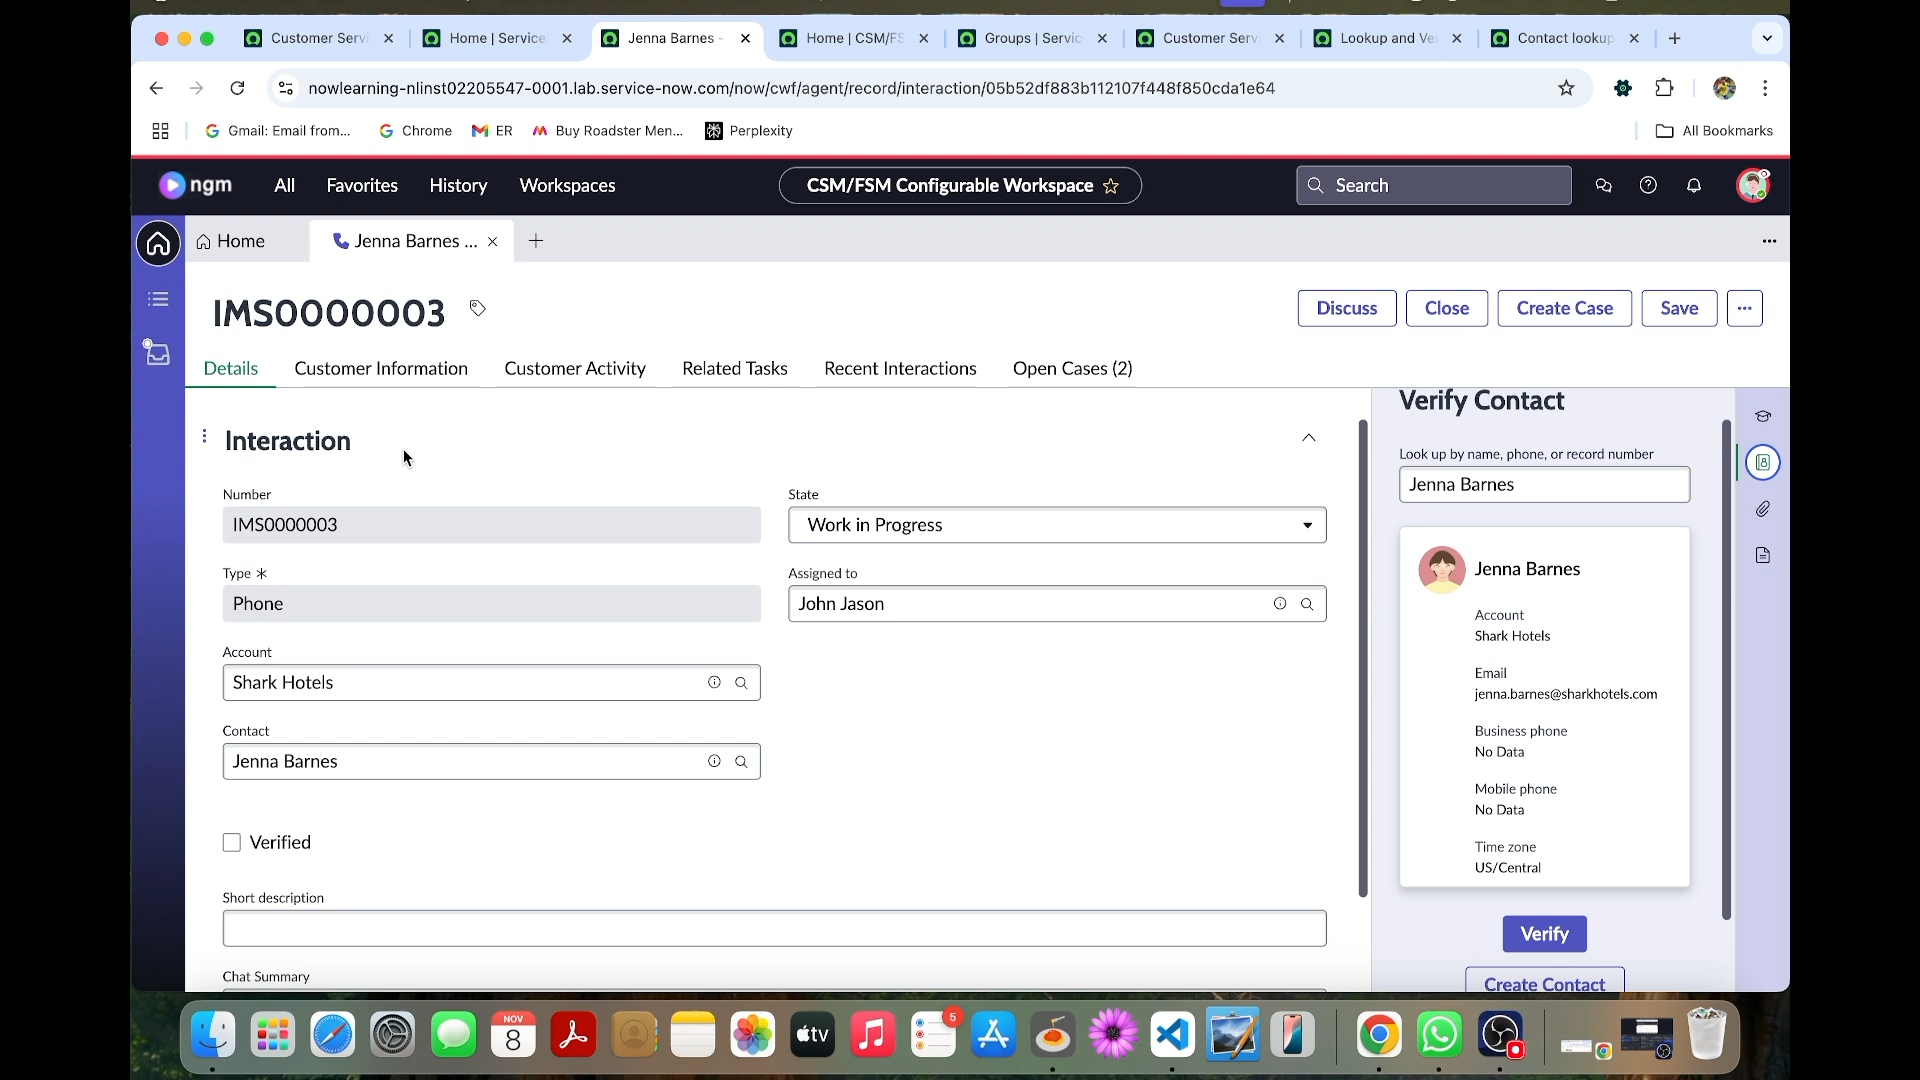 Customer Servi
Home | Service
Jenna Barnes -
Home | CSM/FS
Groups | Servic
Customer Servi
Lookup and Ve
Contact lookup
nowlearning-nlinst02205547-0001.lab.service-now.com/now/cwf/agent/record/interaction/05b52df883b112107f448f850cda1e64
Gmail: Email from...
Chrome
ER
Buy Roadster Men...
Perplexity
All Bookmarks
ngm
All
Favorites
History
Workspaces
CSM/FSM Configurable Workspace
Search
Home
Jenna Barnes ...
IMS0000003
Discuss
Close
Create Case
Save
Details
Customer Information
Customer Activity
Related Tasks
Recent Interactions
Open Cases (2)
Interaction
Number
IMS0000003
State
Work in Progress
Type *
Phone
Assigned to
John Jason
Account
Shark Hotels
Contact
Jenna Barnes
Verified
Short description
Chat Summary
Verify Contact
Look up by name, phone, or record number
Jenna Barnes
Jenna Barnes
Account
Shark Hotels
Email
jenna.barnes@sharkhotels.com
Business phone
No Data
Mobile phone
No Data
Time zone
US/Central
Verify
Create Contact
NOV
8
tv
5